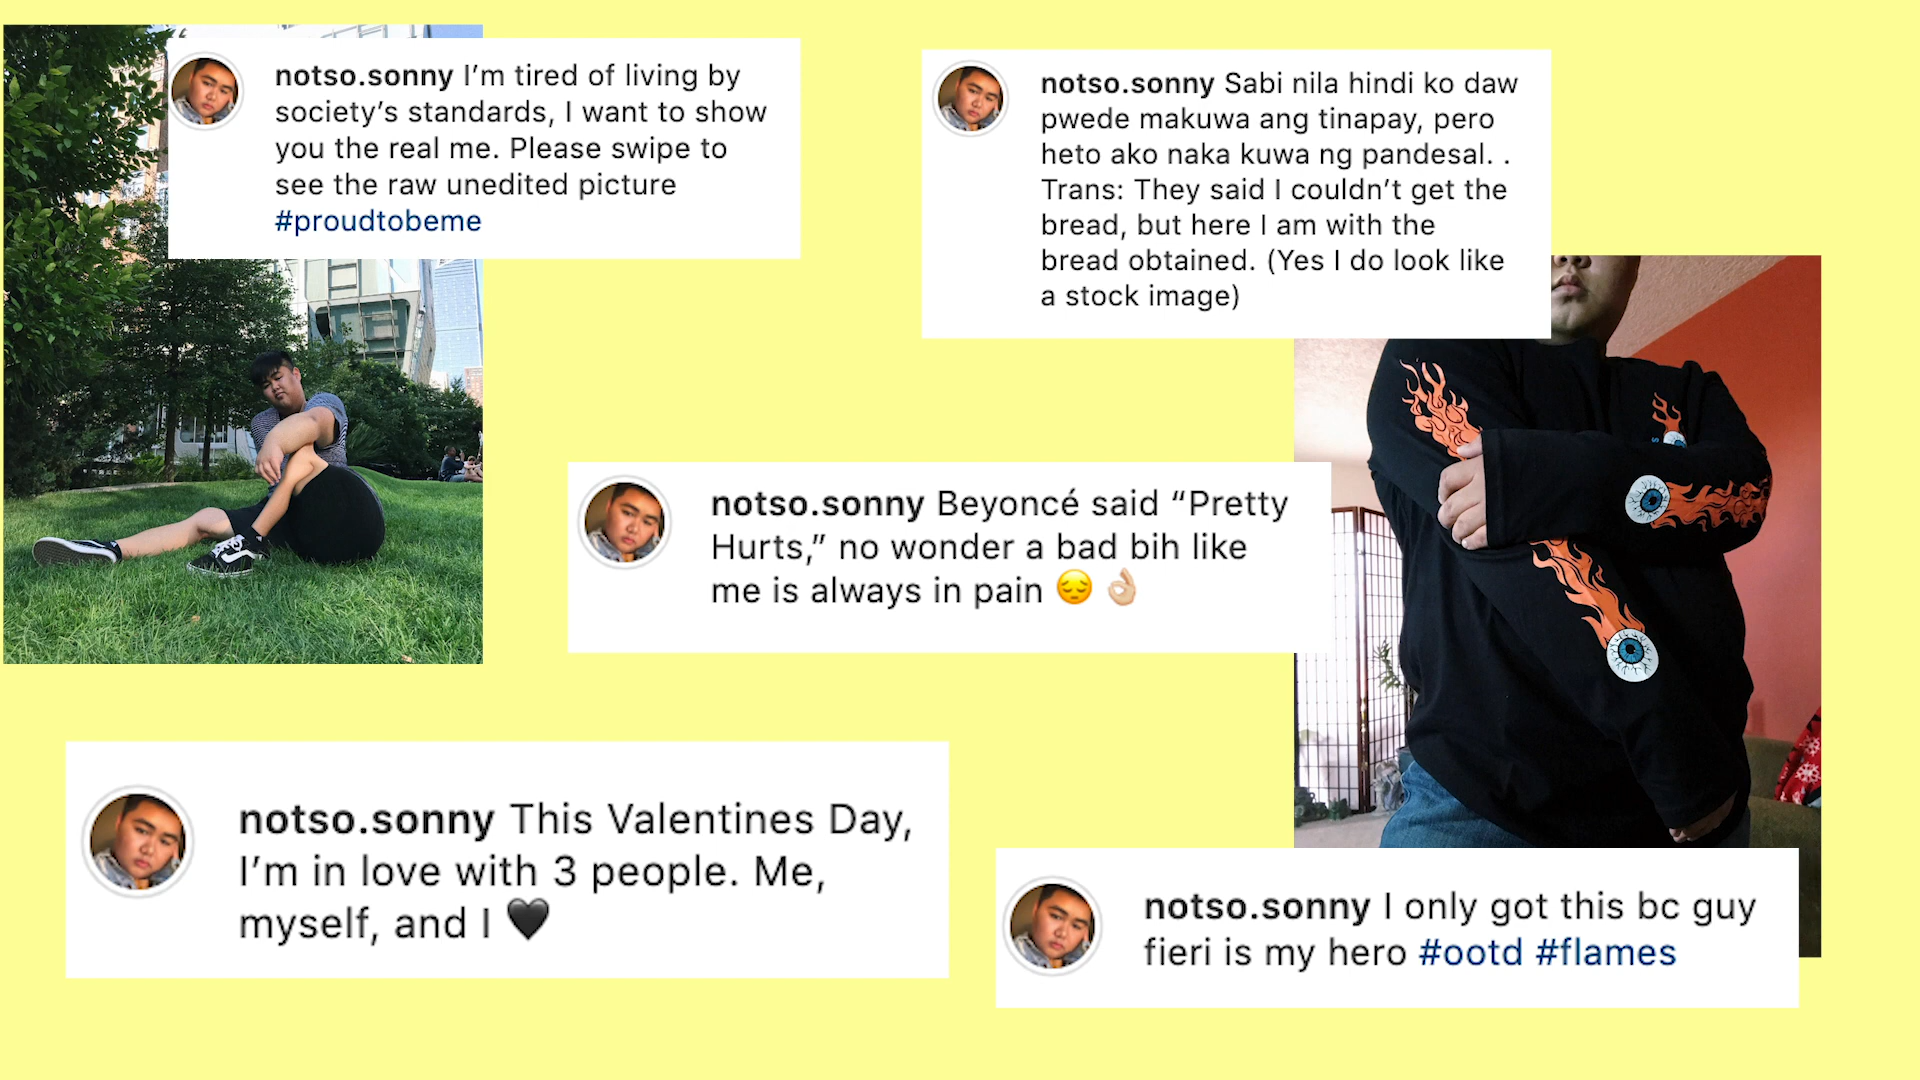 notso.sonny I’m tired of living by
society’s standards, I want to show
you the real me. Please swipe to
see the raw unedited picture
#proudtobeme
notso.sonny Sabi nila hindi ko daw
pwede makuwa ang tinapay, pero
heto ako naka kuwa ng pandesal. .
Trans: They said I couldn’t get the
bread, but here I am with the
bread obtained. (Yes I do look like
a stock image)
notso.sonny Beyoncé said “Pretty
Hurts,” no wonder a bad bih like
me is always in pain 😔 👌🏼
notso.sonny This Valentines Day,
I’m in love with 3 people. Me,
myself, and I 🖤
notso.sonny I only got this bc guy
fieri is my hero #ootd #flames